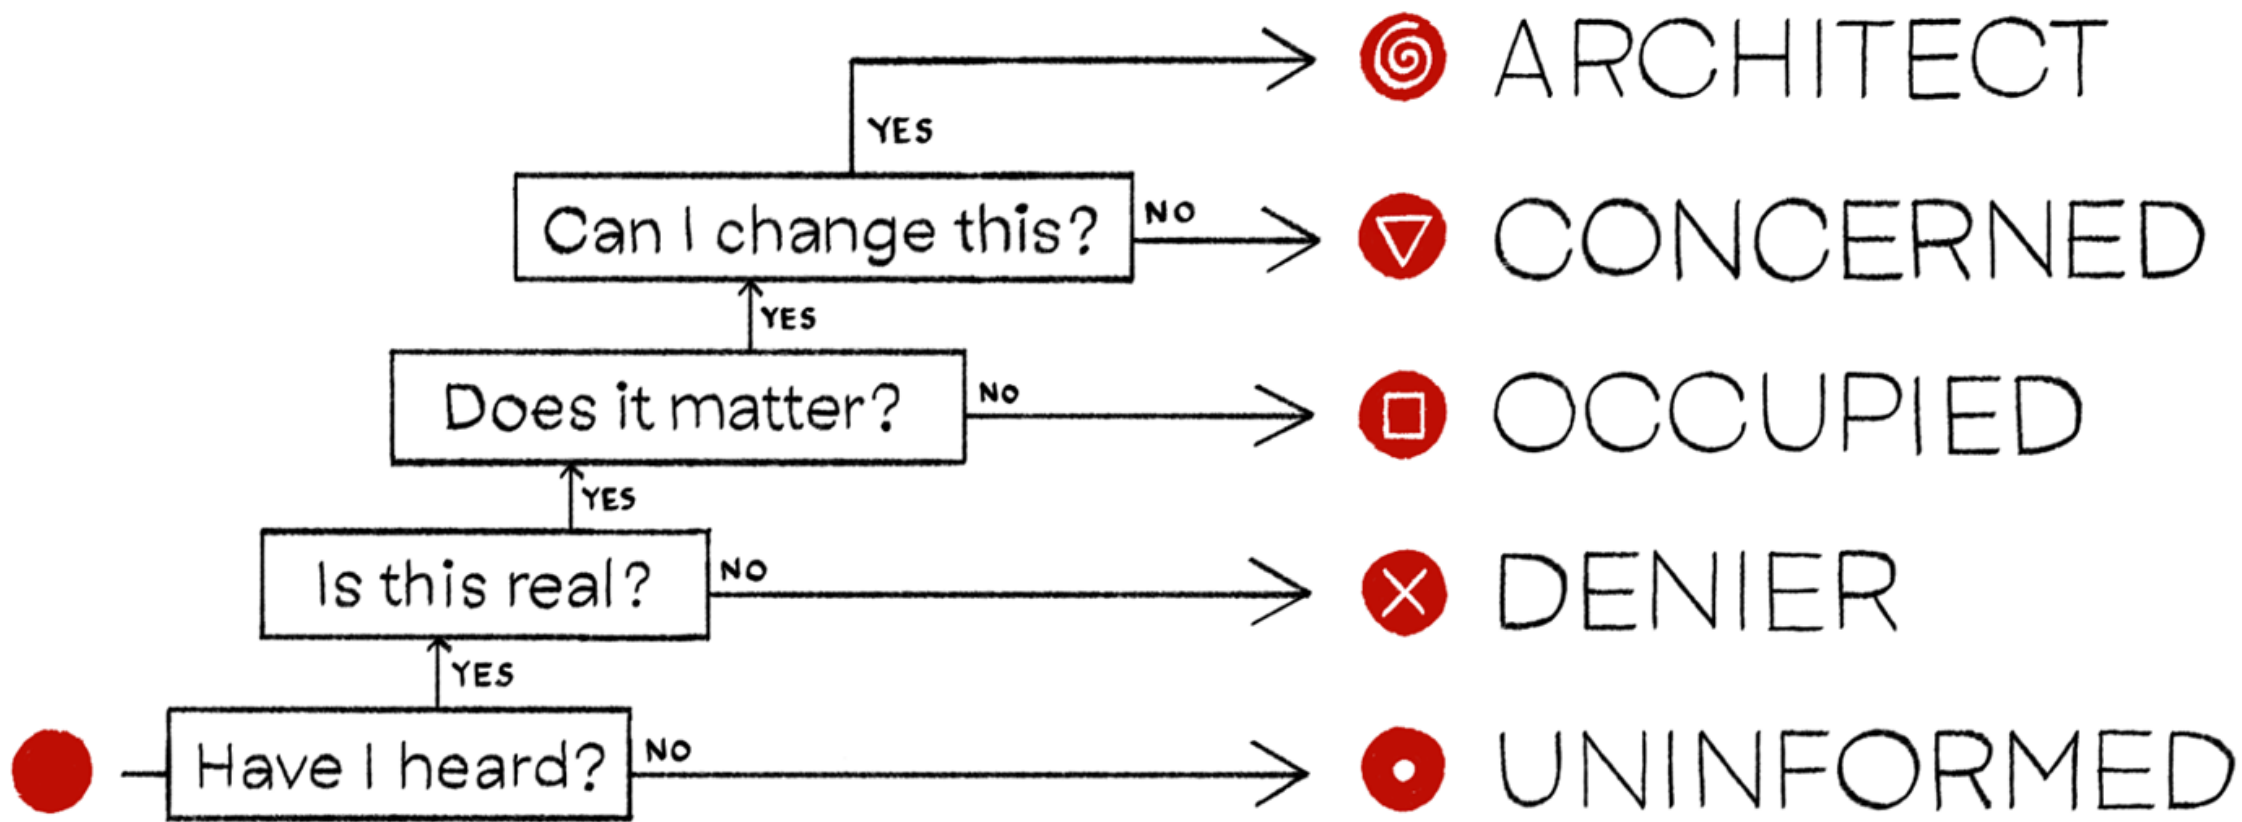 ARCHITECT
YES
Can I change this?
NO
CONCERNED
YES
Does it matter?
NO
OCCUPIED
YES
Is this real?
NO
DENIER
YES
Have I heard?
NO
UNINFORMED